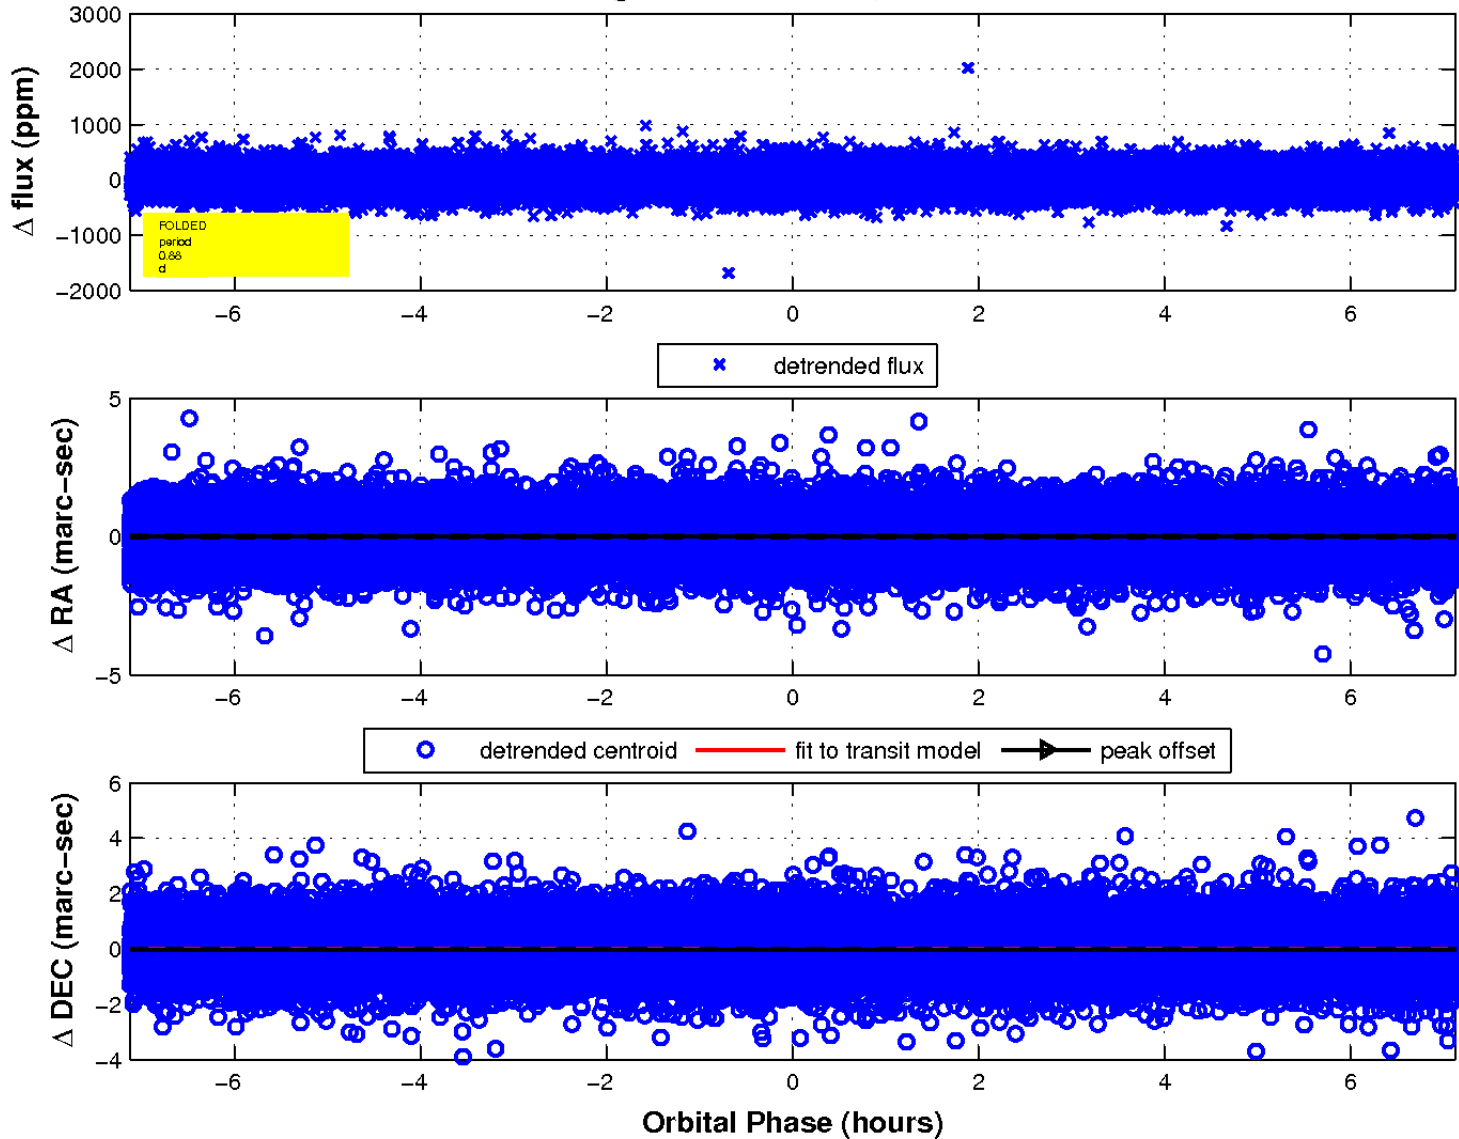 3000
2000
1000
0
−1000
−2000
Δ flux (ppm)
FOLDED
period
0.88
d
−6 −4 −2 0 2 4 6
detrended flux
5
0
−5
Δ RA (marc−sec)
−6 −4 −2 0 2 4 6
detrended centroid fit to transit model peak offset
6
4
2
0
−2
−4
Δ DEC (marc−sec)
−6 −4 −2 0 2 4 6
Orbital Phase (hours)